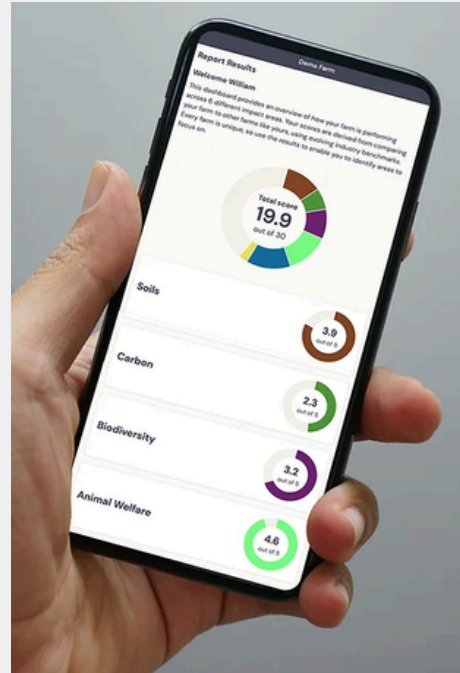 Demo Farm
Report Results
Welcome William
This dashboard provides an overview of how your farm is performing
across 6 different impact areas. Your scores are derived from comparing
your farm to other farms like yours, using evolving industry benchmarks.
Every farm is unique, so use the results to enable you to identify areas to
focus on.
Total score
19.9
out of 30
Soils
3.9
out of 5
Carbon
2.3
out of 5
Biodiversity
3.2
out of 5
Animal Welfare
4.6
out of 5